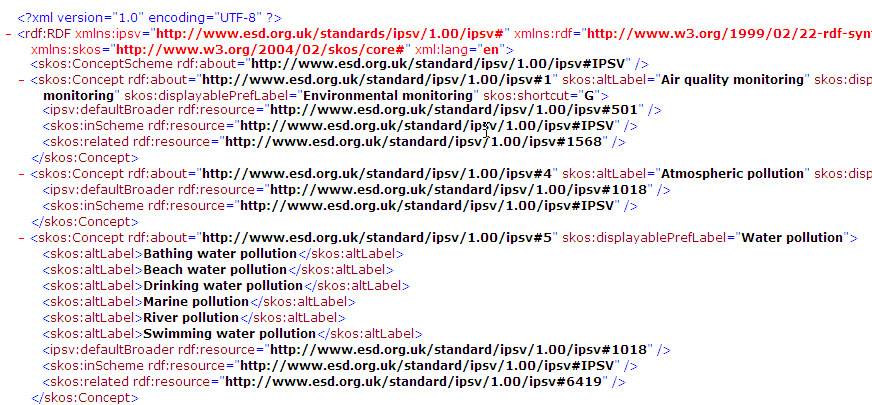 <?xml version="1.0" encoding="UTF-8" ?>
- <rdf:RDF xmlns:ipsv="http://www.esd.org.uk/standards/ipsv/1.00/ipsv#" xmlns:rdf="http://www.w3.org/1999/02/22-rdf-syn
xmlns:skos="http://www.w3.org/2004/02/skos/core#" xml:lang="en">
<skos:ConceptScheme rdf:about="http://www.esd.org.uk/standard/ipsv/1.00/ipsv#IPSV" />
- <skos:Concept rdf:about="http://www.esd.org.uk/standard/ipsv/1.00/ipsv#1" skos:altLabel="Air quality monitoring" skos:disp
monitoring" skos:displayablePrefLabel="Environmental monitoring" skos:shortcut="G">
<ipsv:defaultBroader rdf:resource="http://www.esd.org.uk/standard/ipsv/1.00/ipsv#501" />
<skos:inScheme rdf:resource="http://www.esd.org.uk/standard/ipsv/1.00/ipsv#IPSV" />
<skos:related rdf:resource="http://www.esd.org.uk/standard/ipsv/1.00/ipsv#1568" />
</skos:Concept>
- <skos:Concept rdf:about="http://www.esd.org.uk/standard/ipsv/1.00/ipsv#4" skos:altLabel="Atmospheric pollution" skos:disp
<ipsv:defaultBroader rdf:resource="http://www.esd.org.uk/standard/ipsv/1.00/ipsv#1018" />
<skos:inScheme rdf:resource="http://www.esd.org.uk/standard/ipsv/1.00/ipsv#IPSV" />
</skos:Concept>
- <skos:Concept rdf:about="http://www.esd.org.uk/standard/ipsv/1.00/ipsv#5" skos:displayablePrefLabel="Water pollution">
<skos:altLabel>Bathing water pollution</skos:altLabel>
<skos:altLabel>Beach water pollution</skos:altLabel>
<skos:altLabel>Drinking water pollution</skos:altLabel>
<skos:altLabel>Marine pollution</skos:altLabel>
<skos:altLabel>River pollution</skos:altLabel>
<skos:altLabel>Swimming water pollution</skos:altLabel>
<ipsv:defaultBroader rdf:resource="http://www.esd.org.uk/standard/ipsv/1.00/ipsv#1018" />
<skos:inScheme rdf:resource="http://www.esd.org.uk/standard/ipsv/1.00/ipsv#IPSV" />
<skos:related rdf:resource="http://www.esd.org.uk/standard/ipsv/1.00/ipsv#6419" />
</skos:Concept>